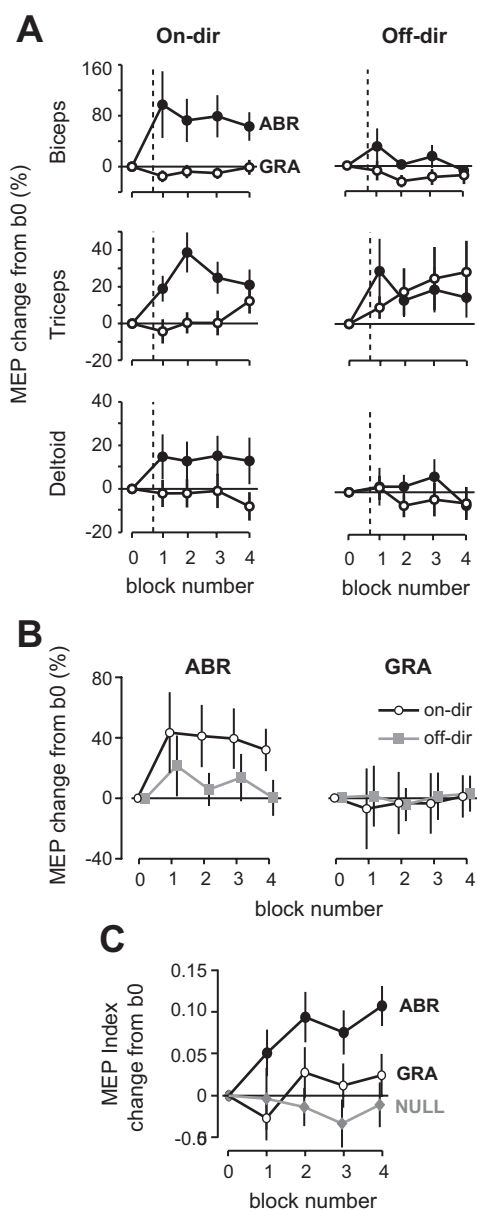 A
On-dir
Off-dir
MEP change from b0 (%)
Biceps
160
80
0
ABR
GRA
Triceps
40
20
0
-20
Deltoid
40
20
0
-20
0 1 2 3 4
0 1 2 3 4
block number
block number
B
ABR
GRA
MEP change from b0 (%)
80
40
0
-40
on-dir
off-dir
0 1 2 3 4
0 1 2 3 4
block number
C
MEP Index
change from b0
0.15
0.10
0.05
0
ABR
GRA
NULL
0 1 2 3 4
block number